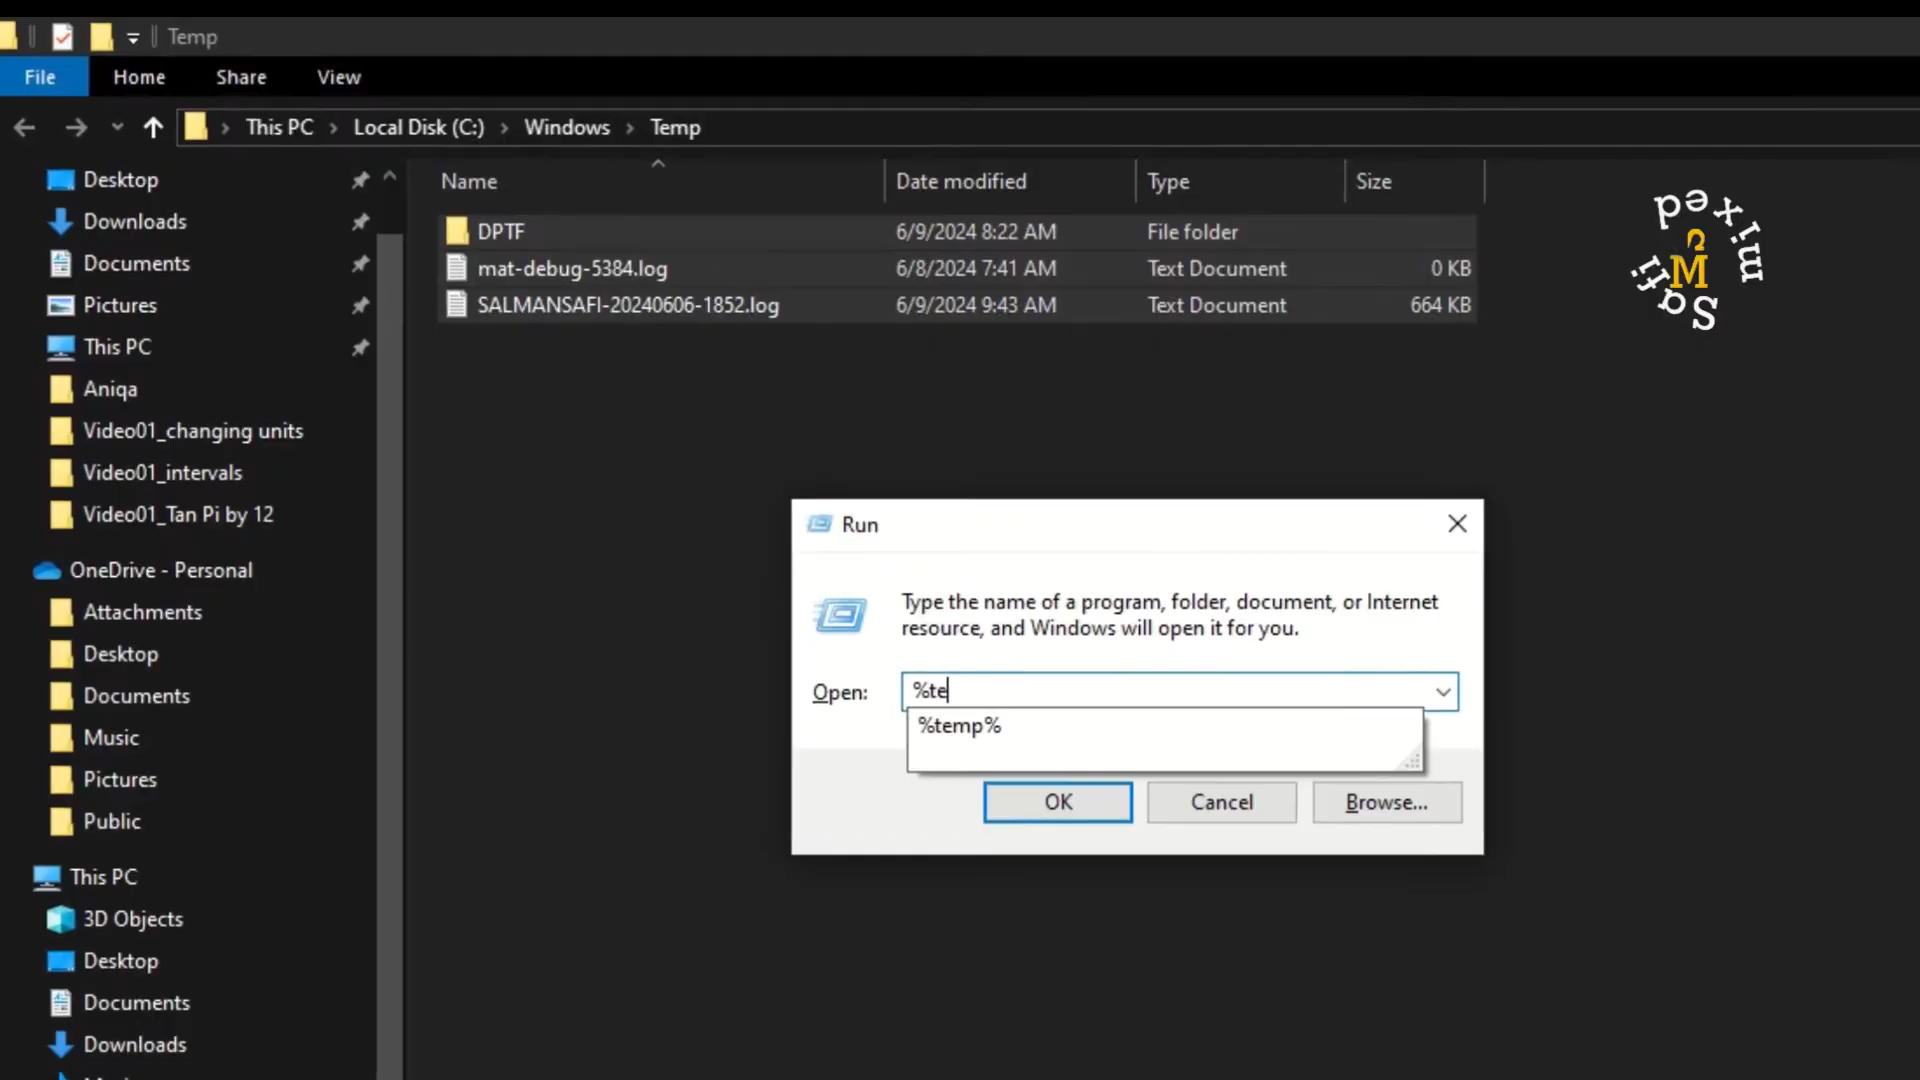 Temp
File Home Share View
This PC Local Disk (C:) Windows Temp
Name Date modified Type Size
DPTF 6/9/2024 8:22 AM File folder
mat-debug-5384.log 6/8/2024 7:41 AM Text Document 0 KB
SALMANSAFI-20240606-1852.log 6/9/2024 9:43 AM Text Document 664 KB
Desktop
Downloads
Documents
Pictures
This PC
Aniqa
Video01_changing units
Video01_intervals
Video01_Tan Pi by 12
OneDrive - Personal
Attachments
Desktop
Documents
Music
Pictures
Public
This PC
3D Objects
Desktop
Documents
Downloads
mixed
M
Safi
Run
Type the name of a program, folder, document, or Internet
resource, and Windows will open it for you.
Open: %te
%temp%
OK Cancel Browse...